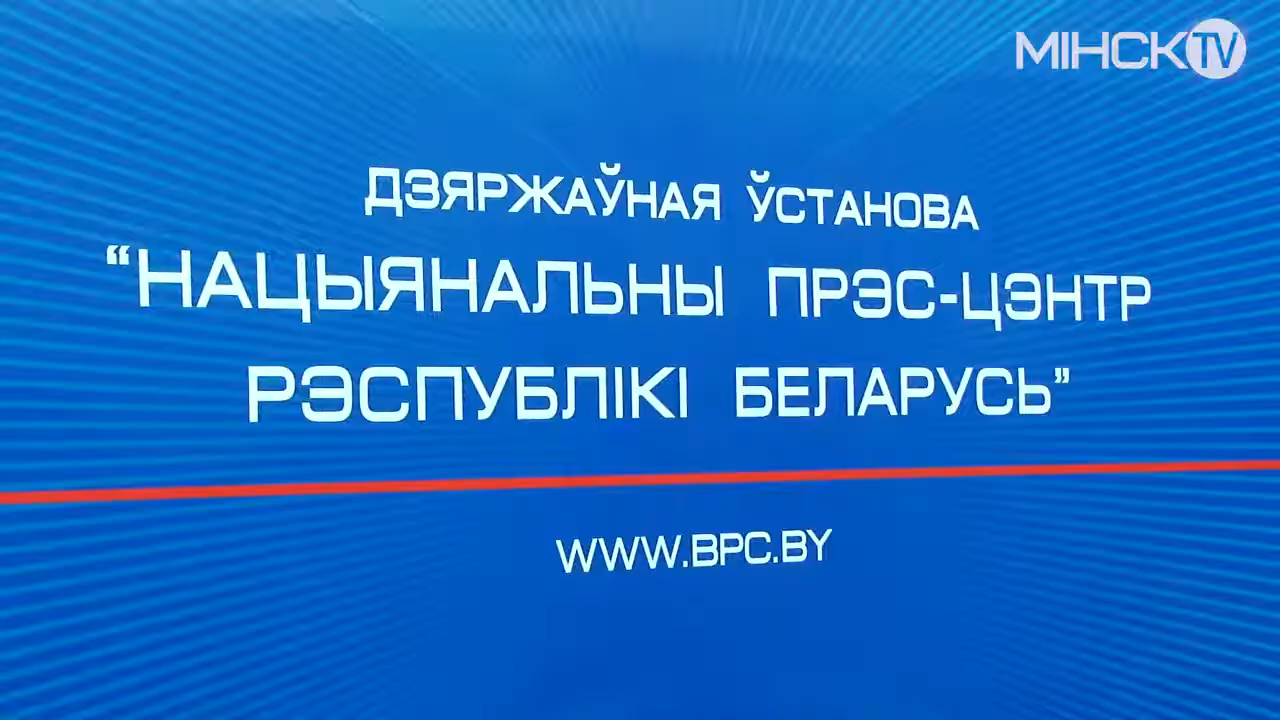 МІНСК TV
ДЗЯРЖАЎНАЯ ЎСТАНОВА
“НАЦЫЯНАЛЬНЫ ПРЭС-ЦЭНТР
РЭСПУБЛІКІ БЕЛАРУСЬ”
WWW.BPC.BY